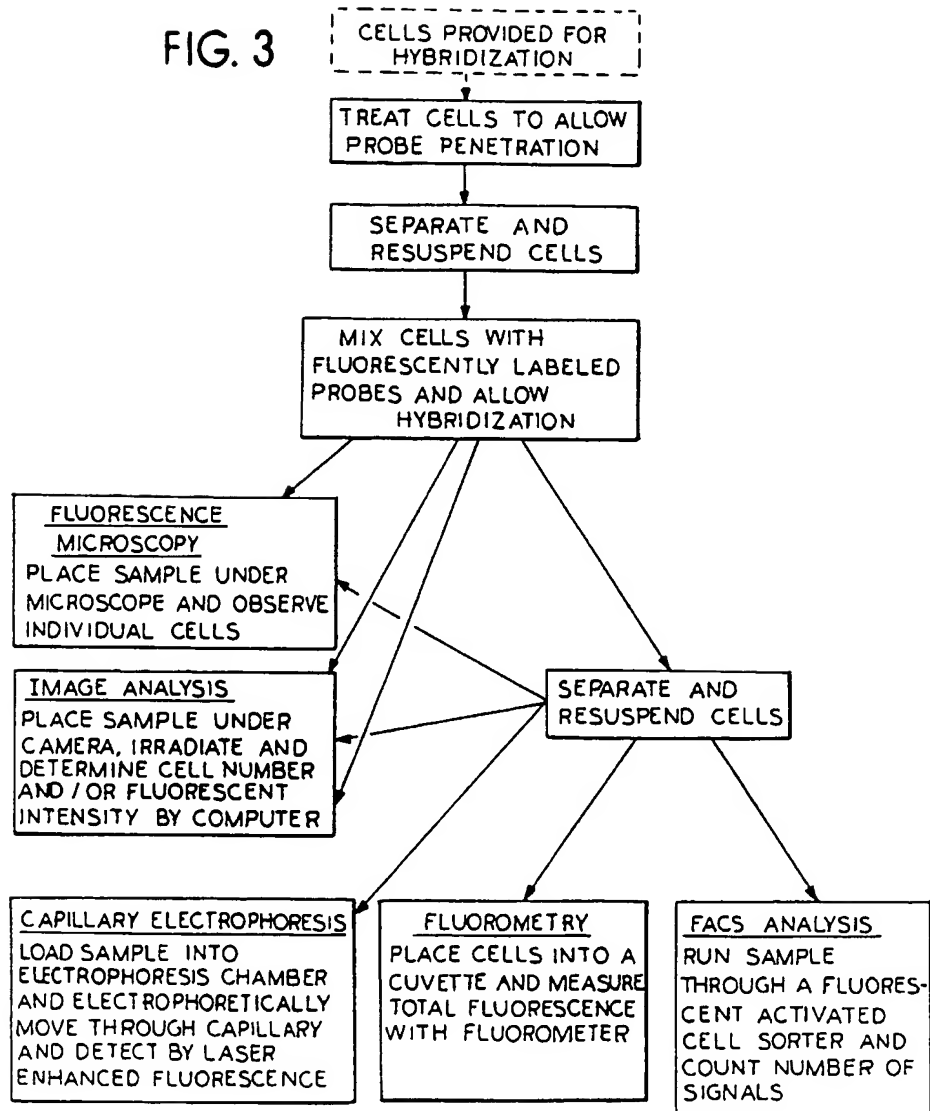 FIG. 3
CELLS PROVIDED FOR
HYBRIDIZATION
TREAT CELLS TO ALLOW
PROBE PENETRATION
SEPARATE AND
RESUSPEND CELLS
MIX CELLS WITH
FLUORESCENTLY LABELED
PROBES AND ALLOW
HYBRIDIZATION
FLUORESCENCE
MICROSCOPY
PLACE SAMPLE UNDER
MICROSCOPE AND OBSERVE
INDIVIDUAL CELLS
IMAGE ANALYSIS
PLACE SAMPLE UNDER
CAMERA, IRRADIATE AND
DETERMINE CELL NUMBER
AND/OR FLUORESCENT
INTENSITY BY COMPUTER
SEPARATE AND
RESUSPEND CELLS
CAPILLARY ELECTROPHORESIS
LOAD SAMPLE INTO
ELECTROPHORESIS CHAMBER
AND ELECTROPHORETICALLY
MOVE THROUGH CAPILLARY
AND DETECT BY LASER
ENHANCED FLUORESCENCE
FLUOROMETRY
PLACE CELLS INTO A
CUVETTE AND MEASURE
TOTAL FLUORESCENCE
WITH FLUOROMETER
FACS ANALYSIS
RUN SAMPLE
THROUGH A FLUORES-
CENT ACTIVATED
CELL SORTER AND
COUNT NUMBER OF
SIGNALS